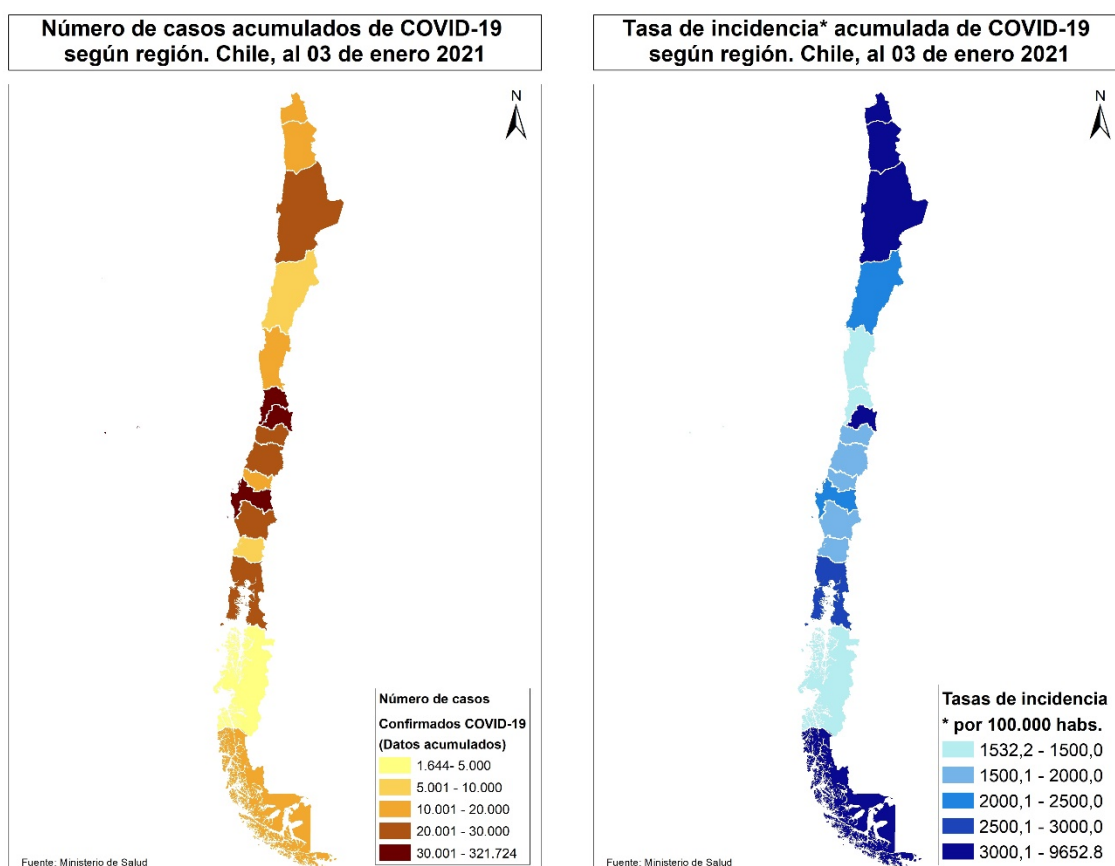 Número de casos acumulados de COVID-19
según región. Chile, al 03 de enero 2021
N
Número de casos
Confirmados COVID-19
(Datos acumulados)
1.644- 5.000
5.001 - 10.000
10.001 - 20.000
20.001 - 30.000
30.001 - 321.724
Fuente: Ministerio de Salud
Tasa de incidencia* acumulada de COVID-19
según región. Chile, al 03 de enero 2021
N
Tasas de incidencia
* por 100.000 habs.
1532,2 - 1500,0
1500,1 - 2000,0
2000,1 - 2500,0
2500,1 - 3000,0
3000,1 - 9652.8
Fuente: Ministerio de Salud